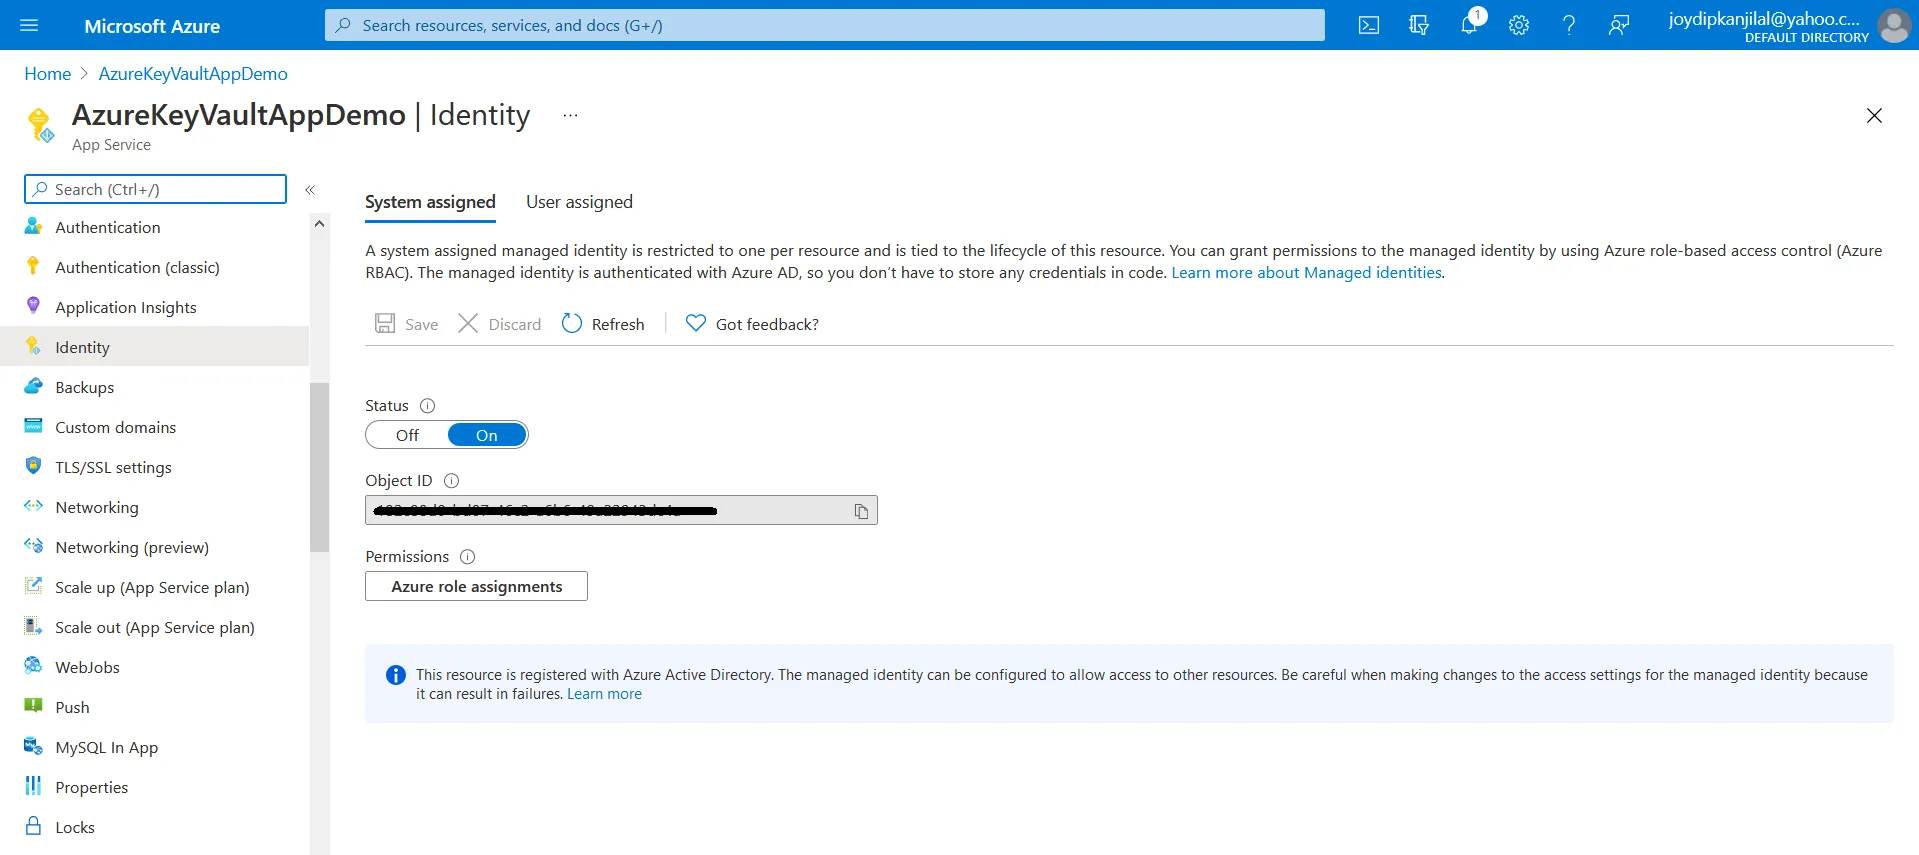 Microsoft Azure
Search resources, services, and docs (G+/)
1
joydipkanjilal@yahoo.c...
DEFAULT DIRECTORY
Home > AzureKeyVaultAppDemo
AzureKeyVaultAppDemo | Identity ...
App Service
Search (Ctrl+/)
«
Authentication
Authentication (classic)
Application Insights
Identity
Backups
Custom domains
TLS/SSL settings
Networking
Networking (preview)
Scale up (App Service plan)
Scale out (App Service plan)
WebJobs
Push
MySQL In App
Properties
Locks
System assigned User assigned
A system assigned managed identity is restricted to one per resource and is tied to the lifecycle of this resource. You can grant permissions to the managed identity by using Azure role-based access control (Azure
RBAC). The managed identity is authenticated with Azure AD, so you don’t have to store any credentials in code. Learn more about Managed identities.
Save Discard Refresh Got feedback?
Status
Off On
Object ID
Permissions
Azure role assignments
This resource is registered with Azure Active Directory. The managed identity can be configured to allow access to other resources. Be careful when making changes to the access settings for the managed identity because
it can result in failures. Learn more